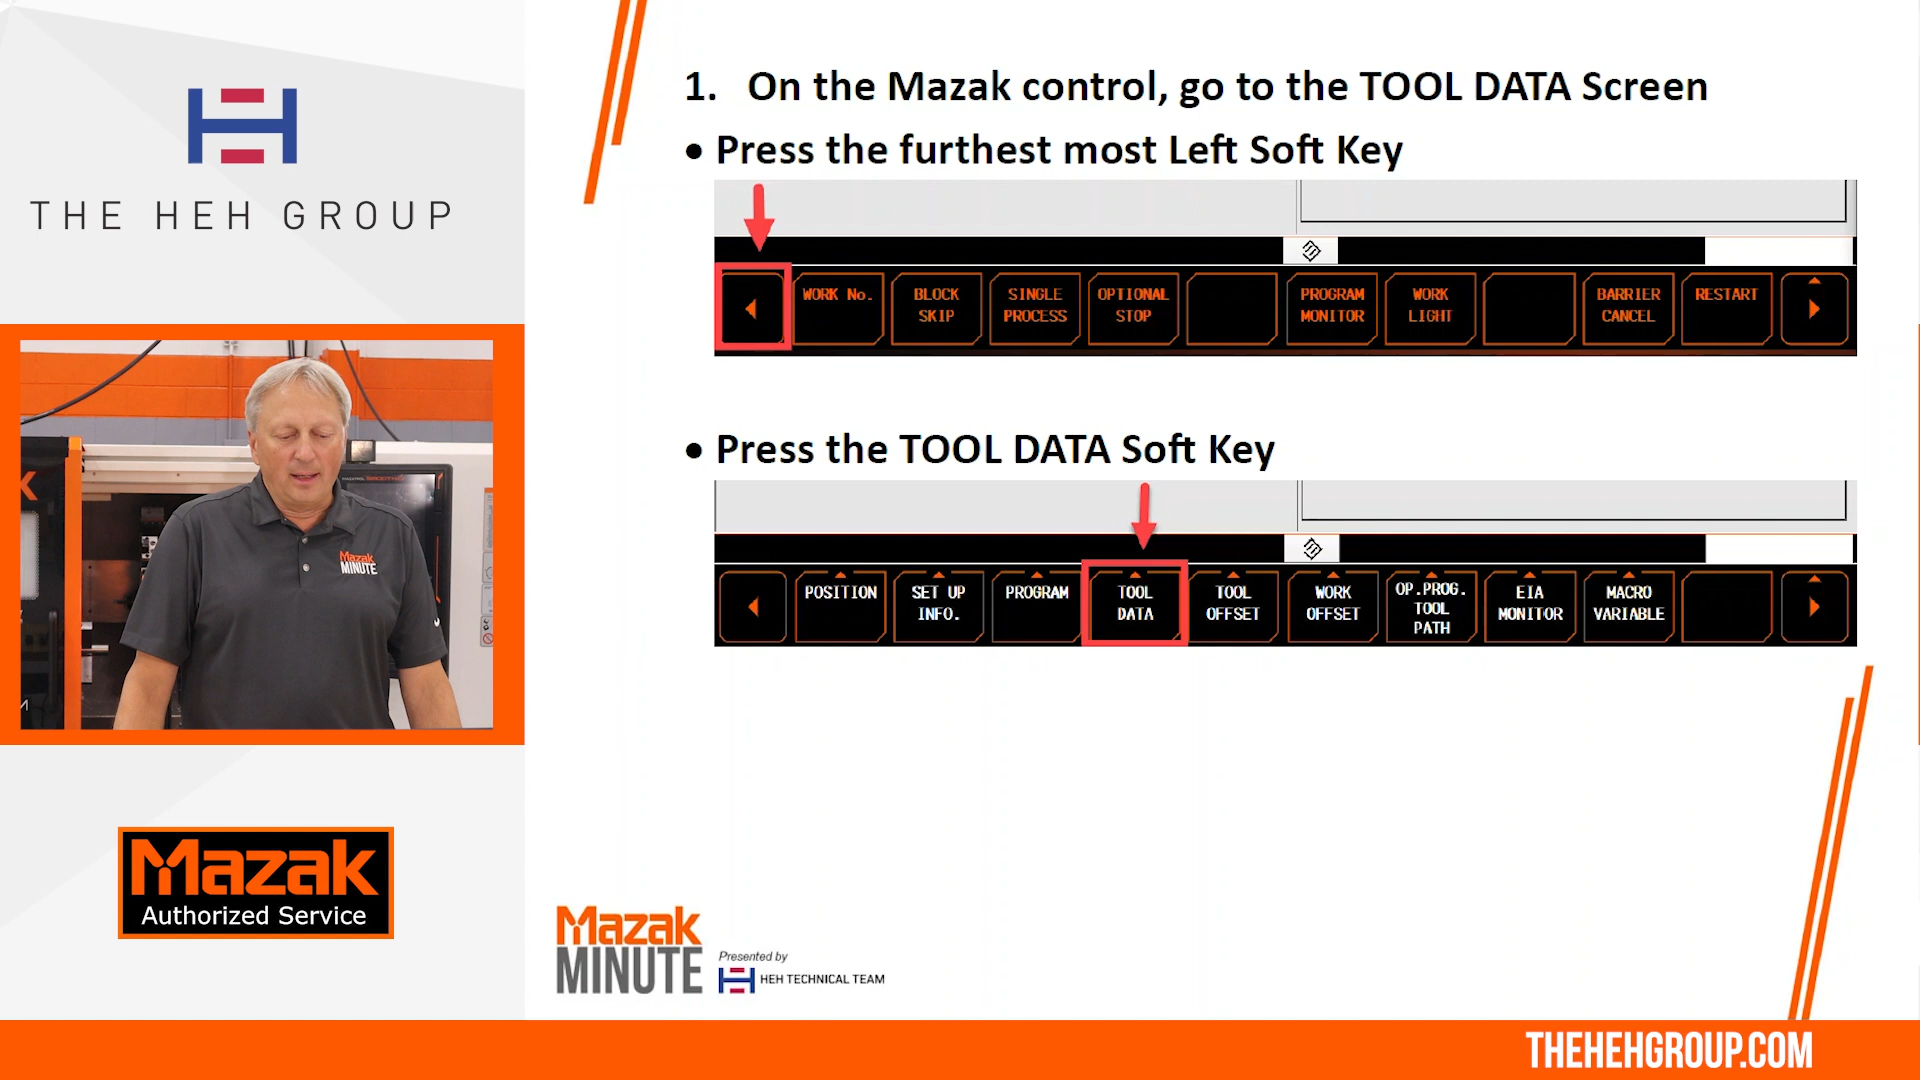 THE HEH GROUP
1. On the Mazak control, go to the TOOL DATA Screen
• Press the furthest most Left Soft Key
WORK No.
BLOCK
SKIP
SINGLE
PROCESS
OPTIONAL
STOP
PROGRAM
MONITOR
WORK
LIGHT
BARRIER
CANCEL
RESTART
• Press the TOOL DATA Soft Key
POSITION
SET UP
INFO.
PROGRAM
TOOL
DATA
TOOL
OFFSET
WORK
OFFSET
OP.PROG.
TOOL
PATH
EIA
MONITOR
MACRO
VARIABLE
Mazak
MINUTE
Mazak
Authorized Service
Mazak
MINUTE
Presented by
HEH TECHNICAL TEAM
THEHEHGROUP.COM